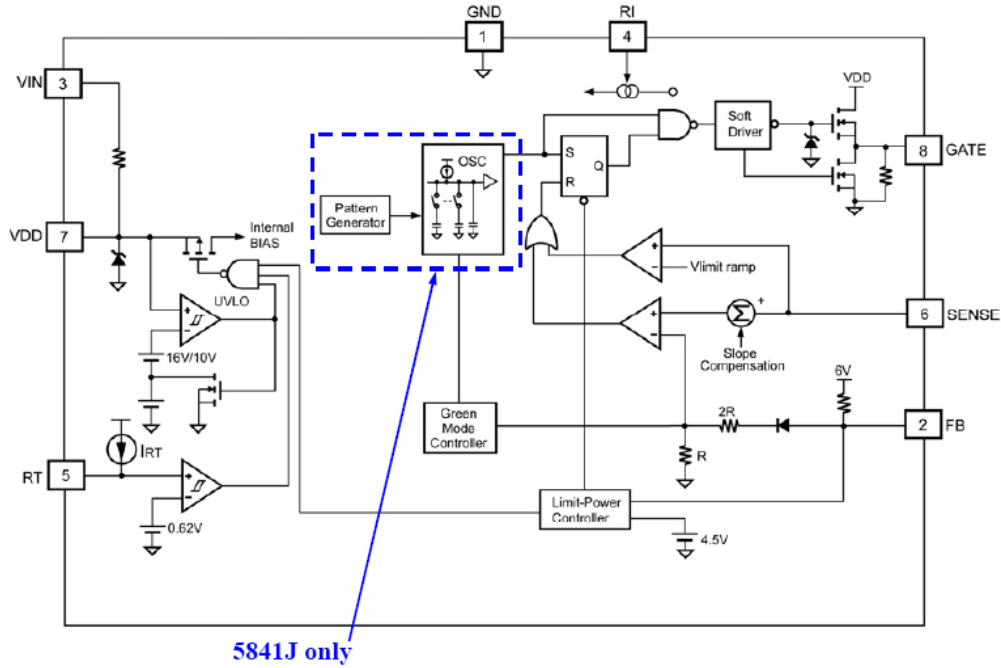 GND
1
RI
4
VIN
3
VDD
Soft
Driver
8
GATE
OSC
S
Q
R
Pattern
Generator
VDD
7
Internal
BIAS
UVLO
+
−
Vlimit ramp
+
−
16V/10V
+
−
Σ
+
6
SENSE
Slope
Compensation
6V
Green
Mode
Controller
2R
2
FB
IRT
R
RT
5
+
−
0.62V
Limit-Power
Controller
4.5V
5841J only